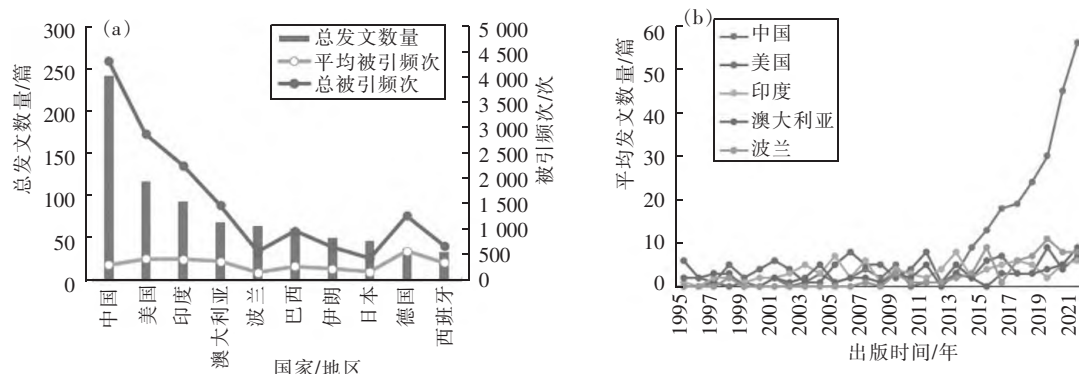 (a)
总发文数量
平均被引频次
总被引频次
总发文数量/篇
300
250
200
150
100
50
0
被引频次/次
5 000
4 500
4 000
3 500
3 000
2 500
2 000
1 500
1 000
500
0
中国
美国
印度
澳大利亚
波兰
巴西
伊朗
日本
德国
西班牙
国家/地区
(b)
中国
美国
印度
澳大利亚
波兰
平均发文数量/篇
60
50
40
30
20
10
0
1995
1997
1999
2001
2003
2005
2007
2009
2011
2013
2015
2017
2019
2021
出版时间/年